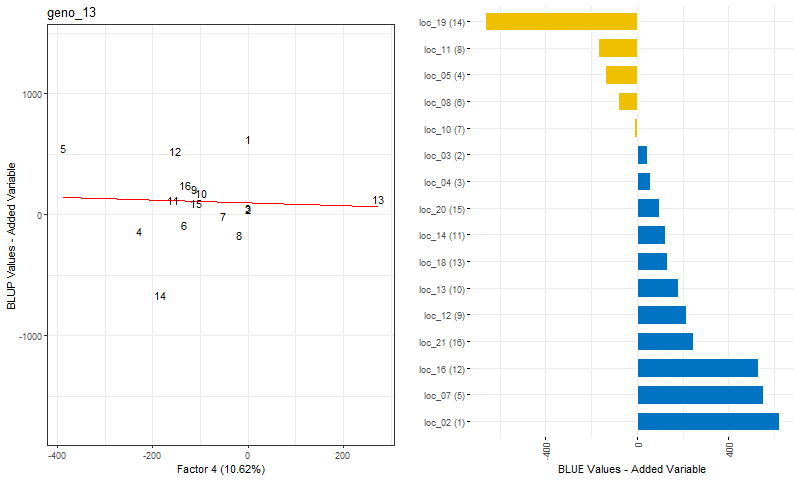 geno_13
BLUP Values - Added Variable
1000
0
-1000
5
12
1
16
9
17
11
15
13
7
6
4
8
14
-400
-200
0
200
Factor 4 (10.62%)
loc_19 (14)
loc_11 (8)
loc_05 (4)
loc_08 (6)
loc_10 (7)
loc_03 (2)
loc_04 (3)
loc_20 (15)
loc_14 (11)
loc_18 (13)
loc_13 (10)
loc_12 (9)
loc_21 (16)
loc_16 (12)
loc_07 (5)
loc_02 (1)
-400
0
400
BLUE Values - Added Variable